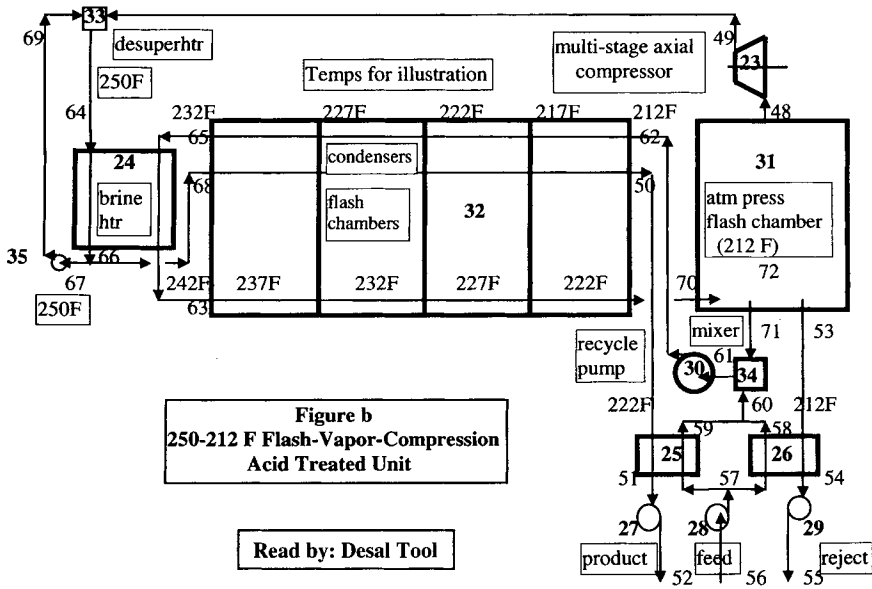 33
69
desuperhtr
49
multi-stage axial
compressor
23
250F
Temps for illustration
64
232F
227F
222F
217F
212F
48
65
62
24
condensers
31
brine
htr
68
50
flash
chambers
32
atm press
flash chamber
(212 F)
35
66
72
67
242F
237F
232F
227F
222F
70
250F
63
mixer
71
53
recycle
pump
61
30
34
222F
60
212F
Figure b
250-212 F Flash-Vapor-Compression
Acid Treated Unit
59
58
25
26
51
57
54
27
28
29
Read by: Desal Tool
product
feed
reject
52
56
55